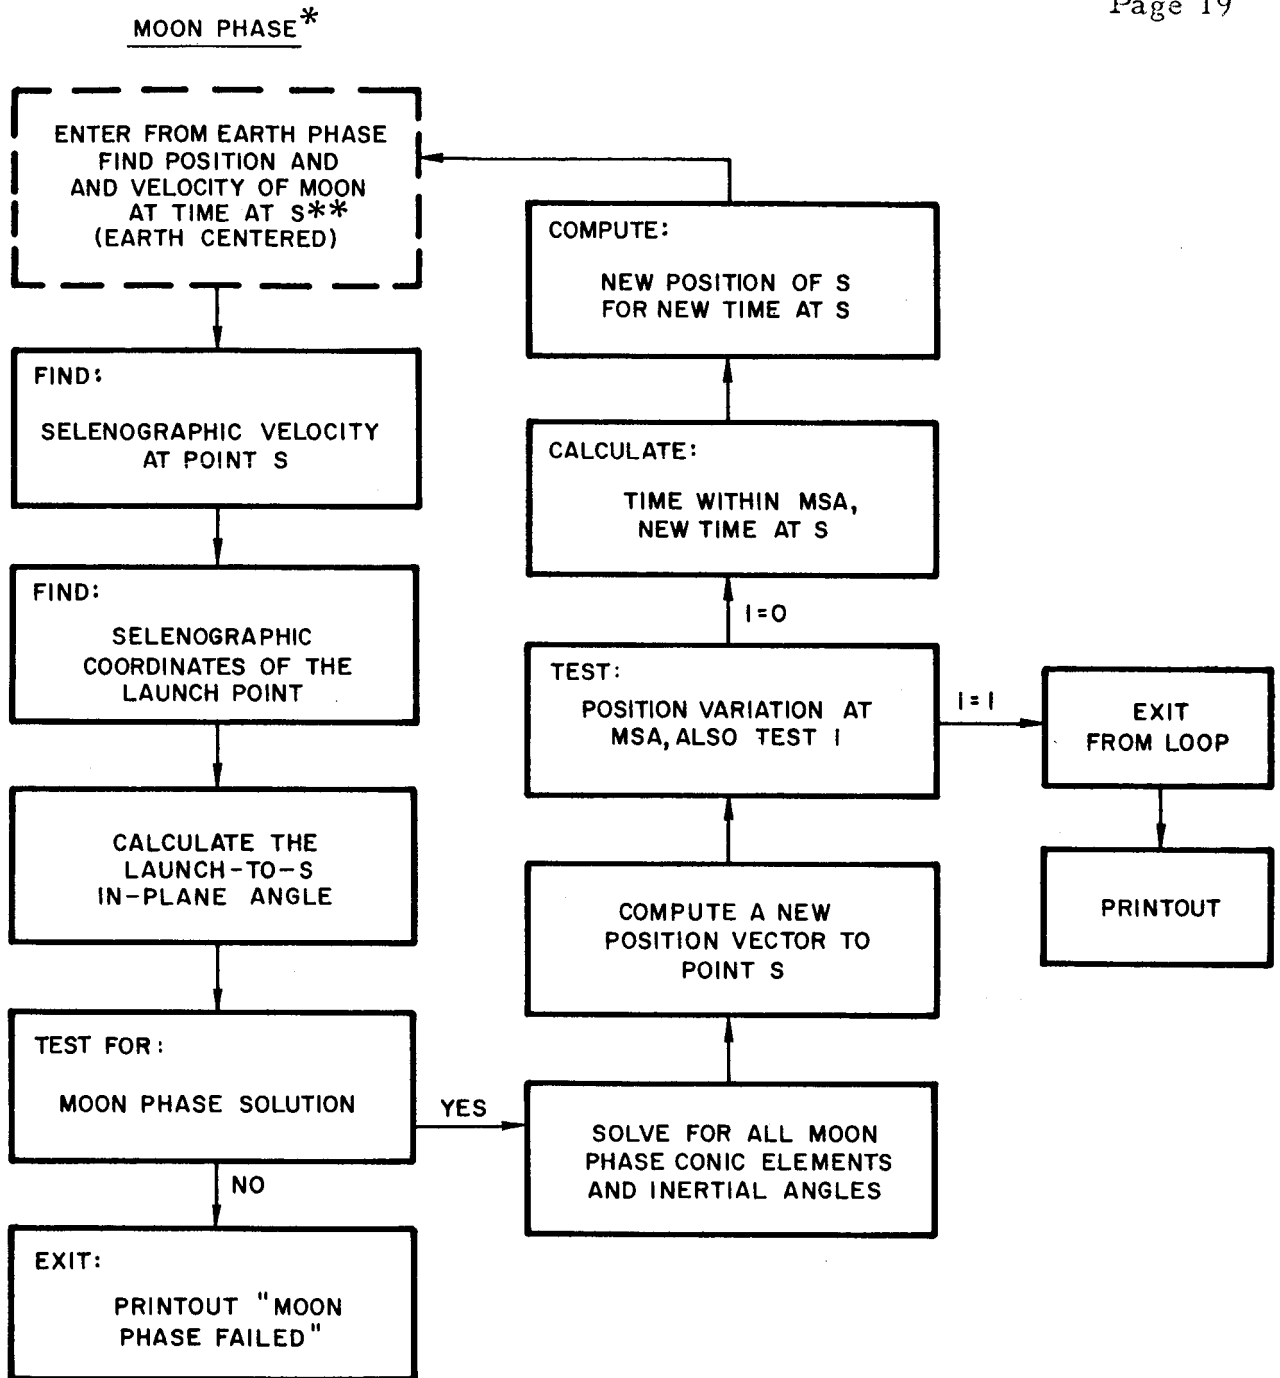 Page 19
MOON PHASE*
ENTER FROM EARTH PHASE
FIND POSITION AND
AND VELOCITY OF MOON
AT TIME AT S**
(EARTH CENTERED)
FIND:
SELENOGRAPHIC VELOCITY
AT POINT S
FIND:
SELENOGRAPHIC
COORDINATES OF THE
LAUNCH POINT
CALCULATE THE
LAUNCH-TO-S
IN-PLANE ANGLE
TEST FOR:
MOON PHASE SOLUTION
YES
NO
EXIT:
PRINTOUT "MOON
PHASE FAILED"
SOLVE FOR ALL MOON
PHASE CONIC ELEMENTS
AND INERTIAL ANGLES
COMPUTE A NEW
POSITION VECTOR TO
POINT S
TEST:
POSITION VARIATION AT
MSA, ALSO TEST I
I=0
I=I
CALCULATE:
TIME WITHIN MSA,
NEW TIME AT S
COMPUTE:
NEW POSITION OF S
FOR NEW TIME AT S
EXIT
FROM LOOP
PRINTOUT